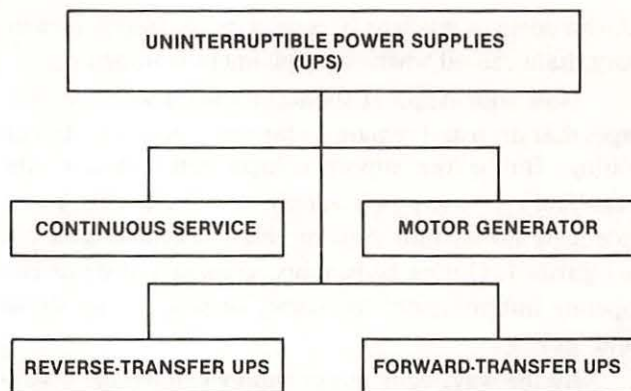 UNINTERRUPTIBLE POWER SUPPLIES
(UPS)
CONTINUOUS SERVICE
MOTOR GENERATOR
REVERSE-TRANSFER UPS
FORWARD-TRANSFER UPS